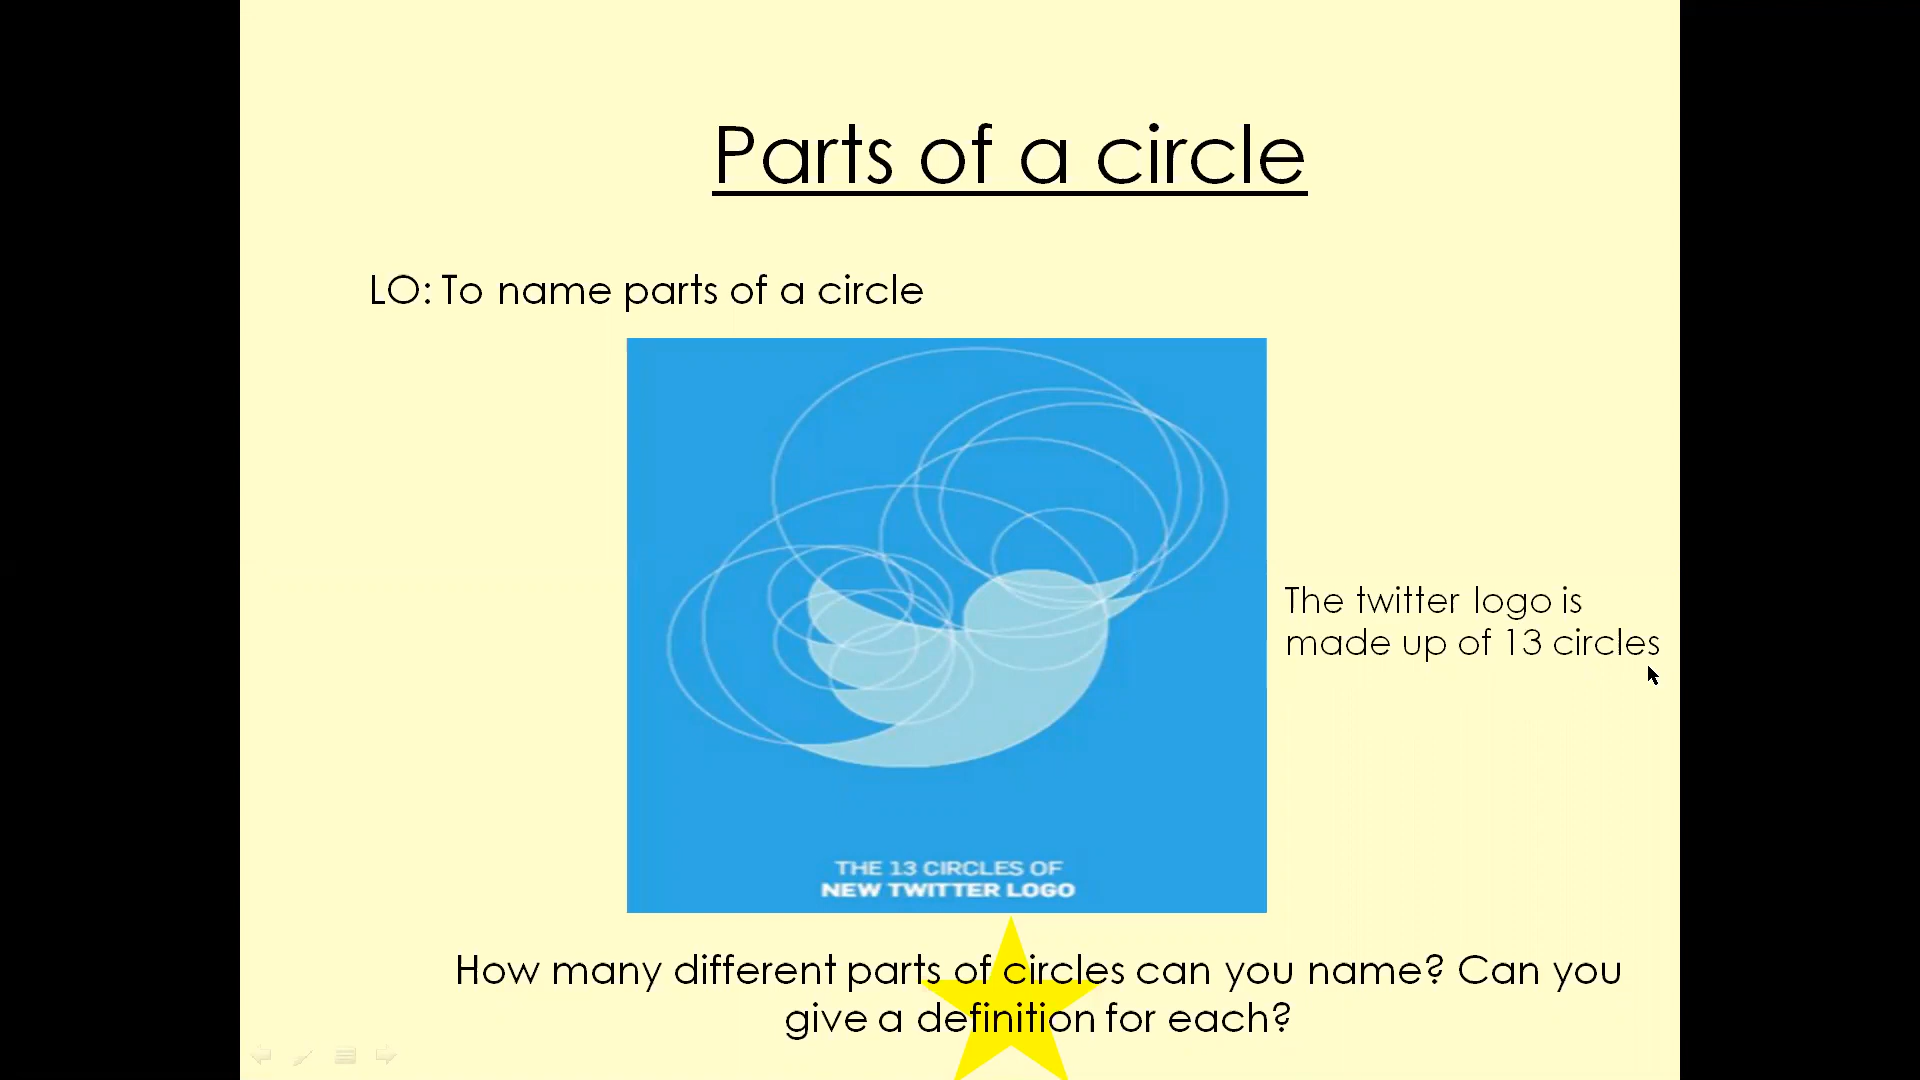 Parts of a circle
LO: To name parts of a circle
The twitter logo is
made up of 13 circles
THE 13 CIRCLES OF
NEW TWITTER LOGO
How many different parts of circles can you name? Can you
give a definition for each?